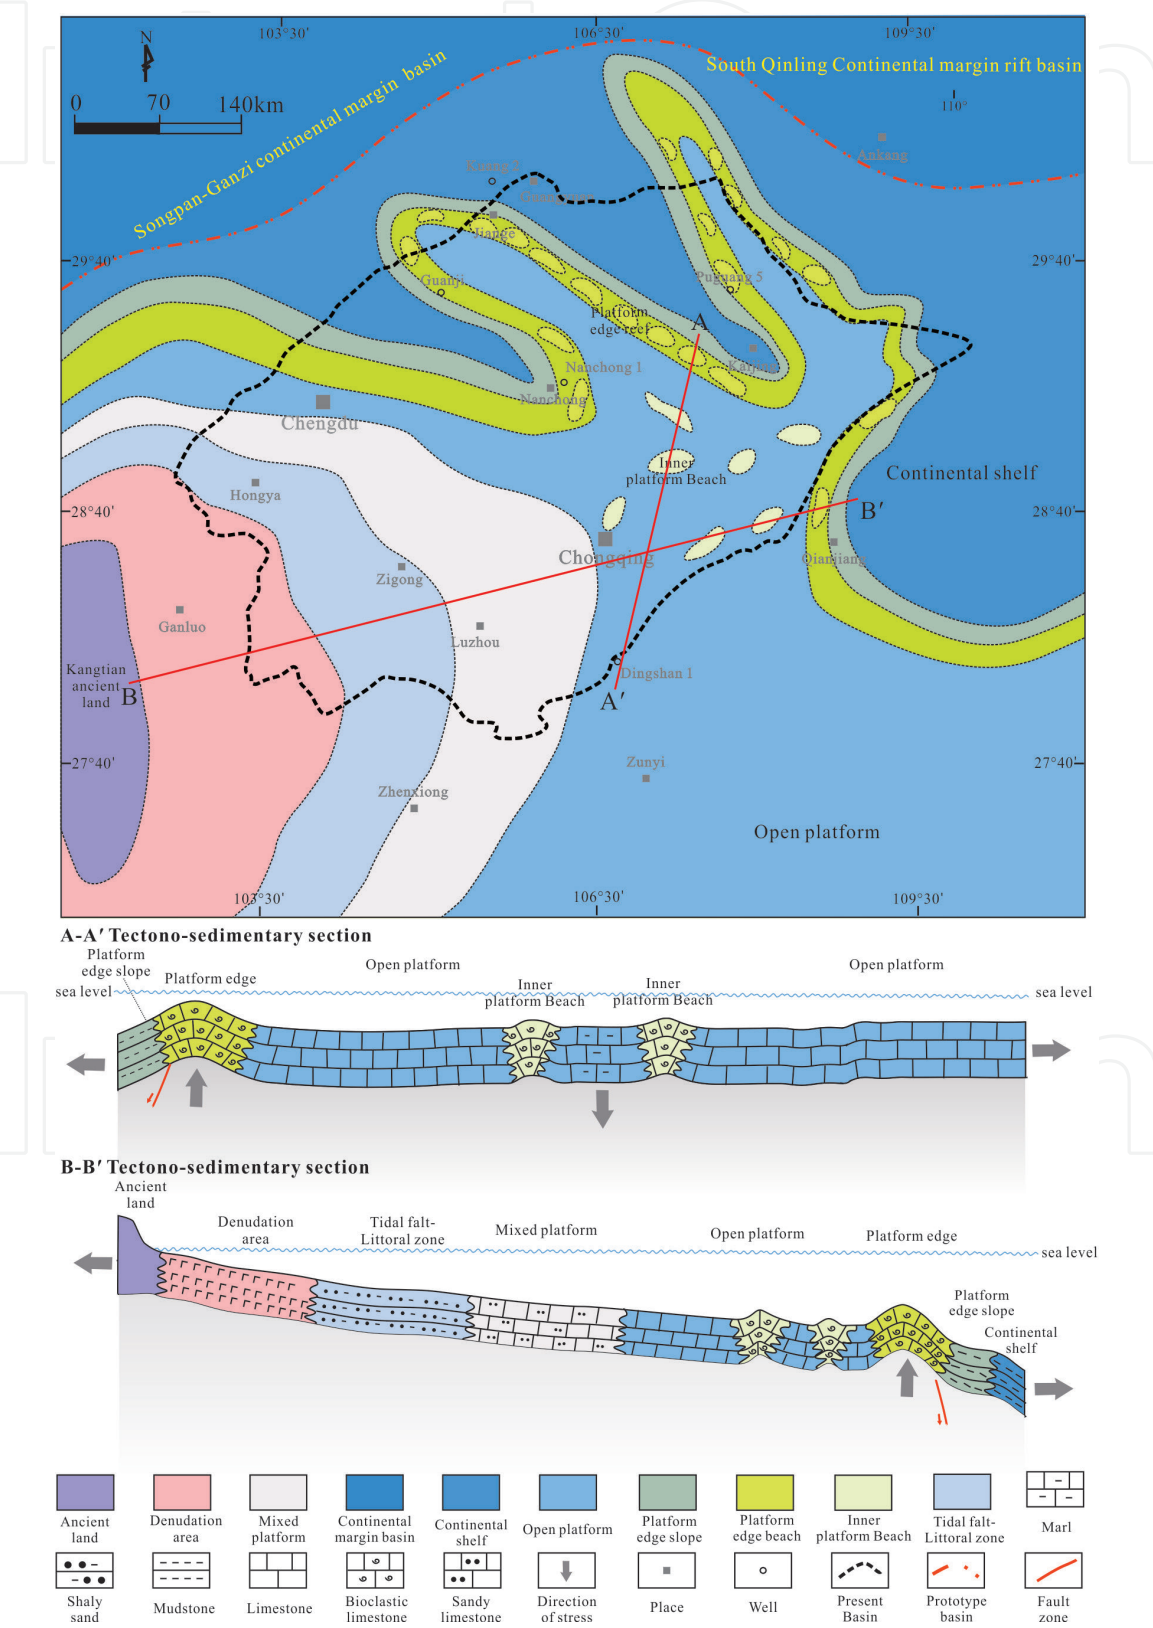 103°30′
106°30′
109°30′
N
0 70 140km
Songpan-Ganzi continental margin basin
South Qinling Continental margin rift basin
110°
Ankang
Jiange
29°40′
29°40′
Guanji
Puguang 5
Platform
edge reef
A
Nanchong 1
Nanchong
Chengdu
Inner
platform Beach
Continental shelf
Hongya
28°40′
28°40′
B′
Chongqing
Qianjiang
Zigong
Ganluo
Luzhou
Kangtian
ancient
land
B
Dingshan 1
A′
27°40′
27°40′
Zunyi
Zhenxiong
Open platform
103°30′
106°30′
109°30′
A-A′ Tectono-sedimentary section
Platform
edge slope
Platform edge
Open platform
Inner
platform Beach
Inner
platform Beach
Open platform
sea level
sea level
B-B′ Tectono-sedimentary section
Ancient
land
Denudation
area
Tidal falt-
Littoral zone
Mixed platform
Open platform
Platform edge
sea level
Platform
edge slope
Continental
shelf
Ancient
land
Denudation
area
Mixed
platform
Continental
margin basin
Continental
shelf
Open platform
Platform
edge slope
Platform
edge beach
Inner
platform Beach
Tidal falt-
Littoral zone
Marl
Shaly
sand
Mudstone
Limestone
Bioclastic
limestone
Sandy
limestone
Direction
of stress
Place
Well
Present
Basin
Prototype
basin
Fault
zone